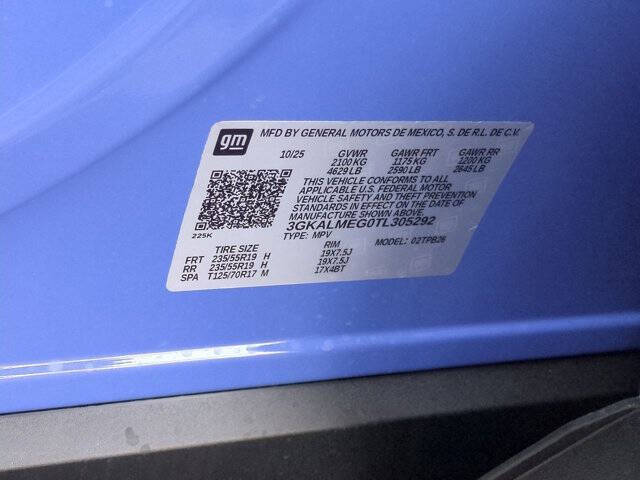 gm MFD BY GENERAL MOTORS DE MEXICO, S. DE R.L. DE C.V.
10/25 GVWR GAWR FRT GAWR RR
2100 KG 1175 KG 1200 KG
4629 LB 2590 LB 2645 LB
THIS VEHICLE CONFORMS TO ALL
APPLICABLE U.S. FEDERAL MOTOR
VEHICLE SAFETY AND THEFT PREVENTION
STANDARDS IN EFFECT ON THE DATE OF
MANUFACTURE SHOWN ABOVE.
3GKALMEG0TL305292
225K
TYPE: MPV MODEL: 02TPB26
TIRE SIZE RIM
FRT 235/55R19 H 19X7.5J
RR 235/55R19 H 19X7.5J
SPA T125/70R17 M 17X4BT